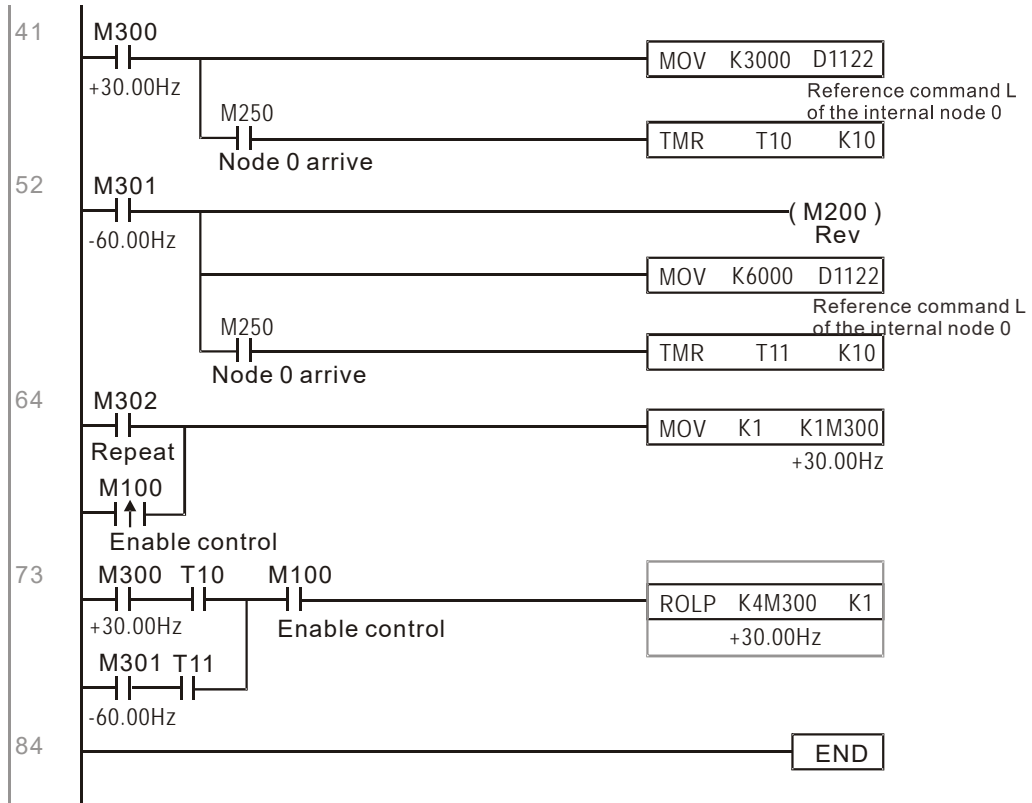 41
M300
MOV K3000 D1122
+30.00Hz
Reference command L
of the internal node 0
M250
TMR T10 K10
Node 0 arrive
52
M301
( M200 )
Rev
-60.00Hz
MOV K6000 D1122
Reference command L
of the internal node 0
M250
TMR T11 K10
Node 0 arrive
64
M302
MOV K1 K1M300
Repeat
+30.00Hz
M100
Enable control
73
M300 T10 M100
ROLP K4M300 K1
+30.00Hz
Enable control
+30.00Hz
M301 T11
-60.00Hz
84
END